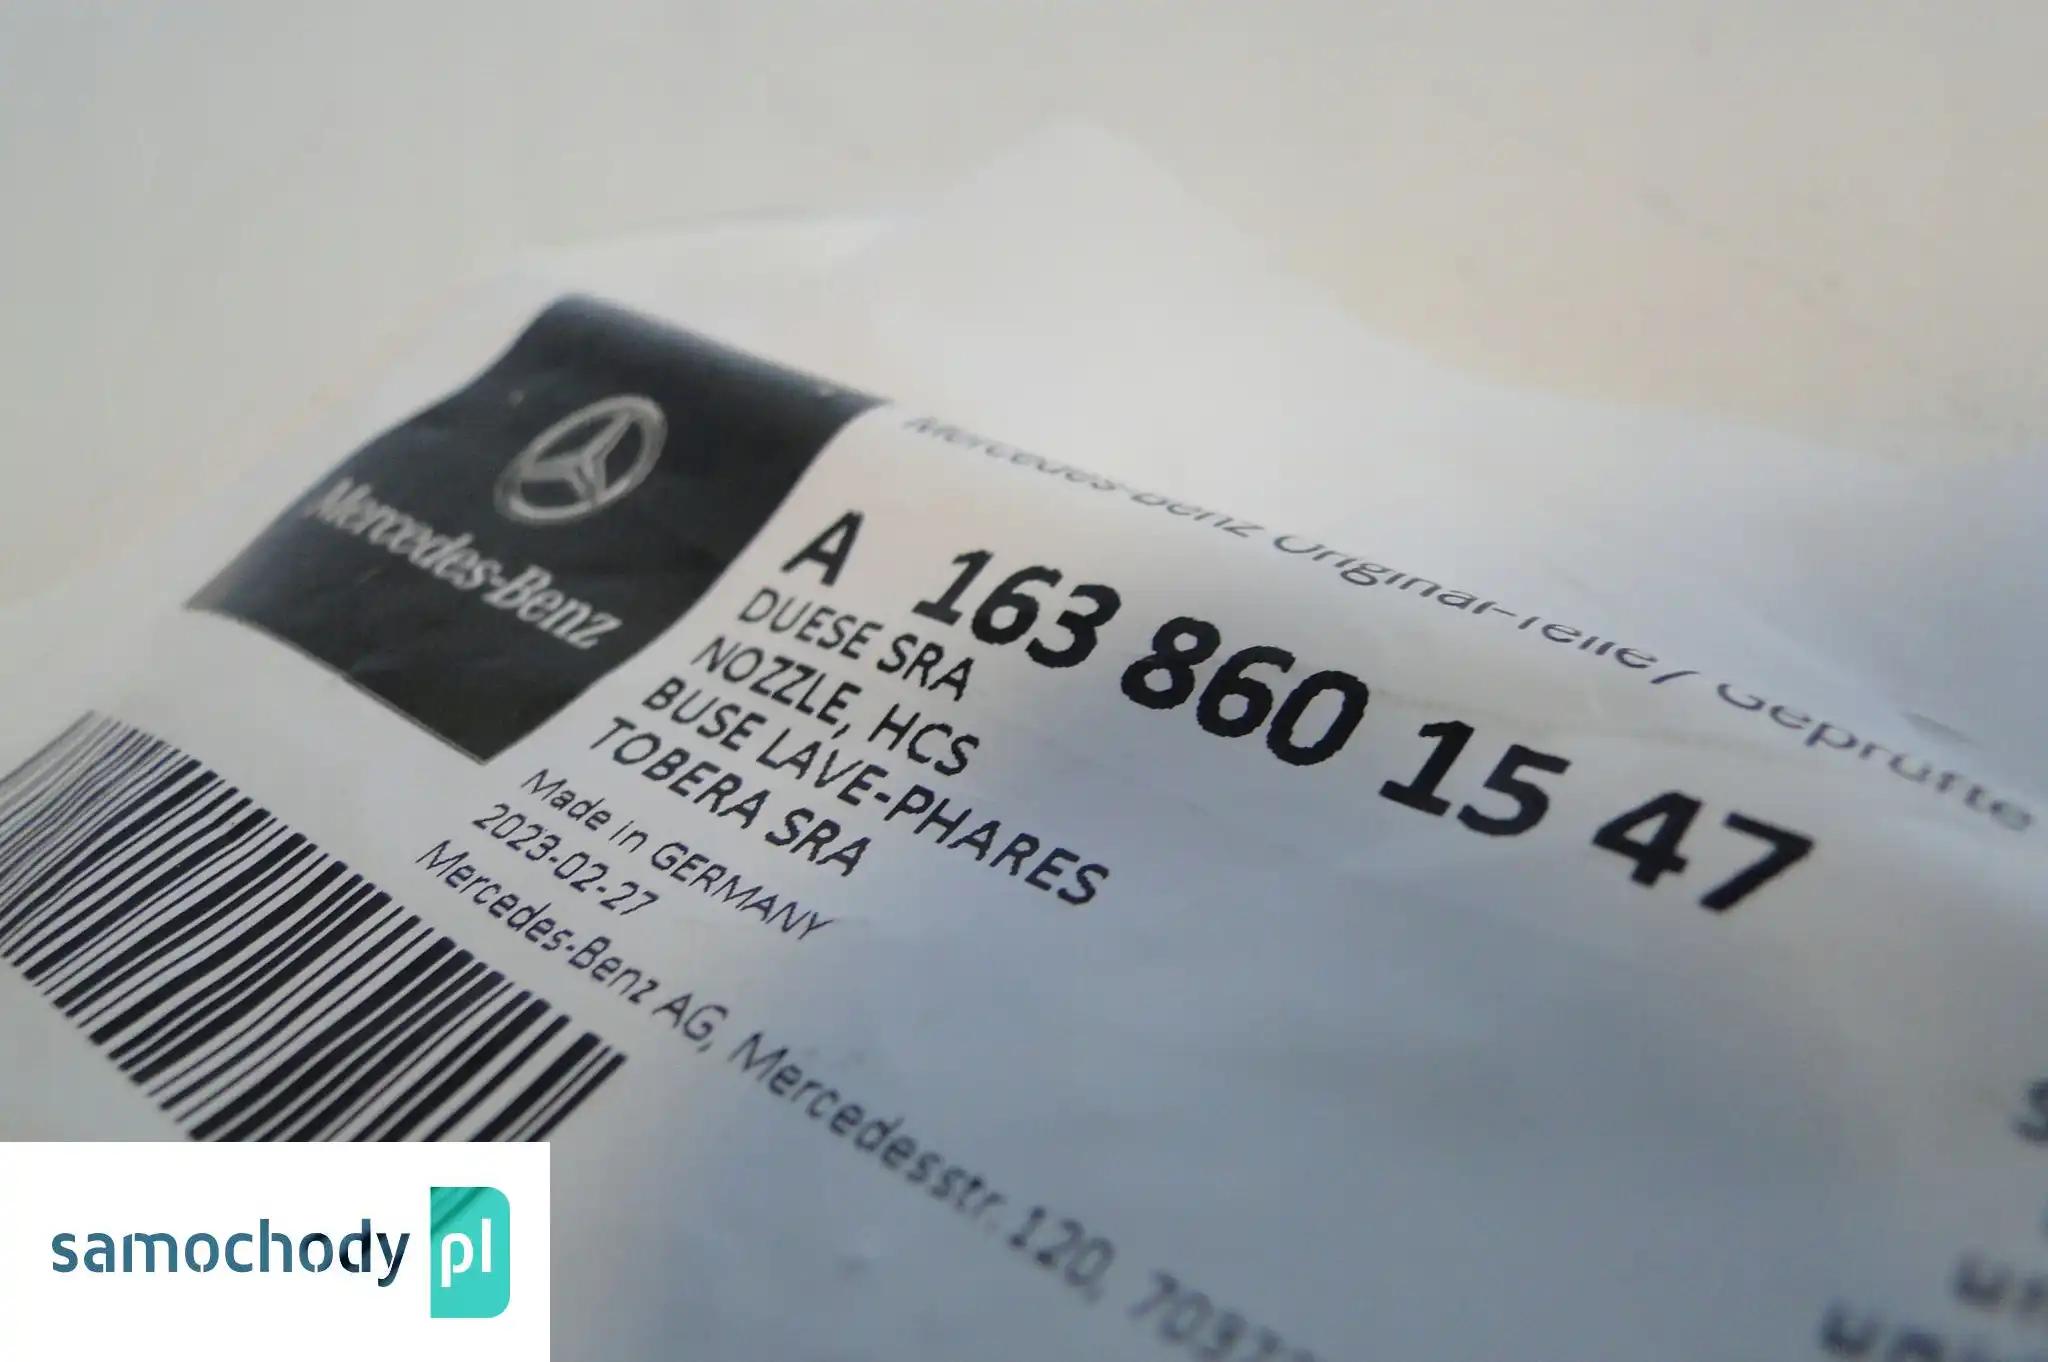 Mercedes-Benz
Mercedes-Benz Original-Teile / Geprüfte
A 163 860 15 47
DUESE SRA
NOZZLE, HCS
BUSE LAVE-PHARES
TOBERA SRA
Made in GERMANY
2023-02-27
Mercedes-Benz AG, Mercedesstr. 120,
samochody pl